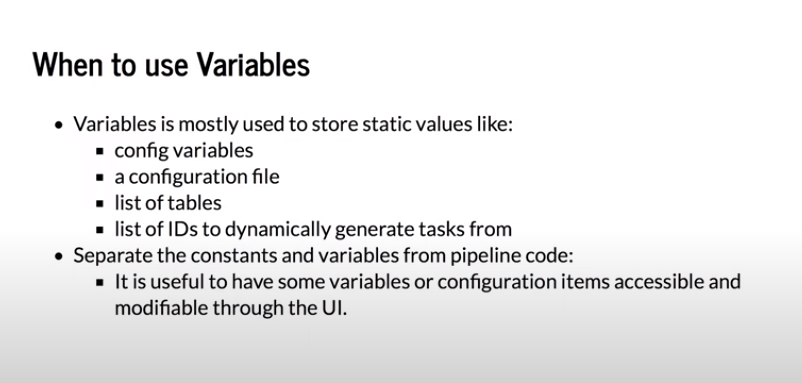 When to use Variables
• Variables is mostly used to store static values like:
▪ config variables
▪ a configuration file
▪ list of tables
▪ list of IDs to dynamically generate tasks from
• Separate the constants and variables from pipeline code:
▪ It is useful to have some variables or configuration items accessible and
modifiable through the UI.